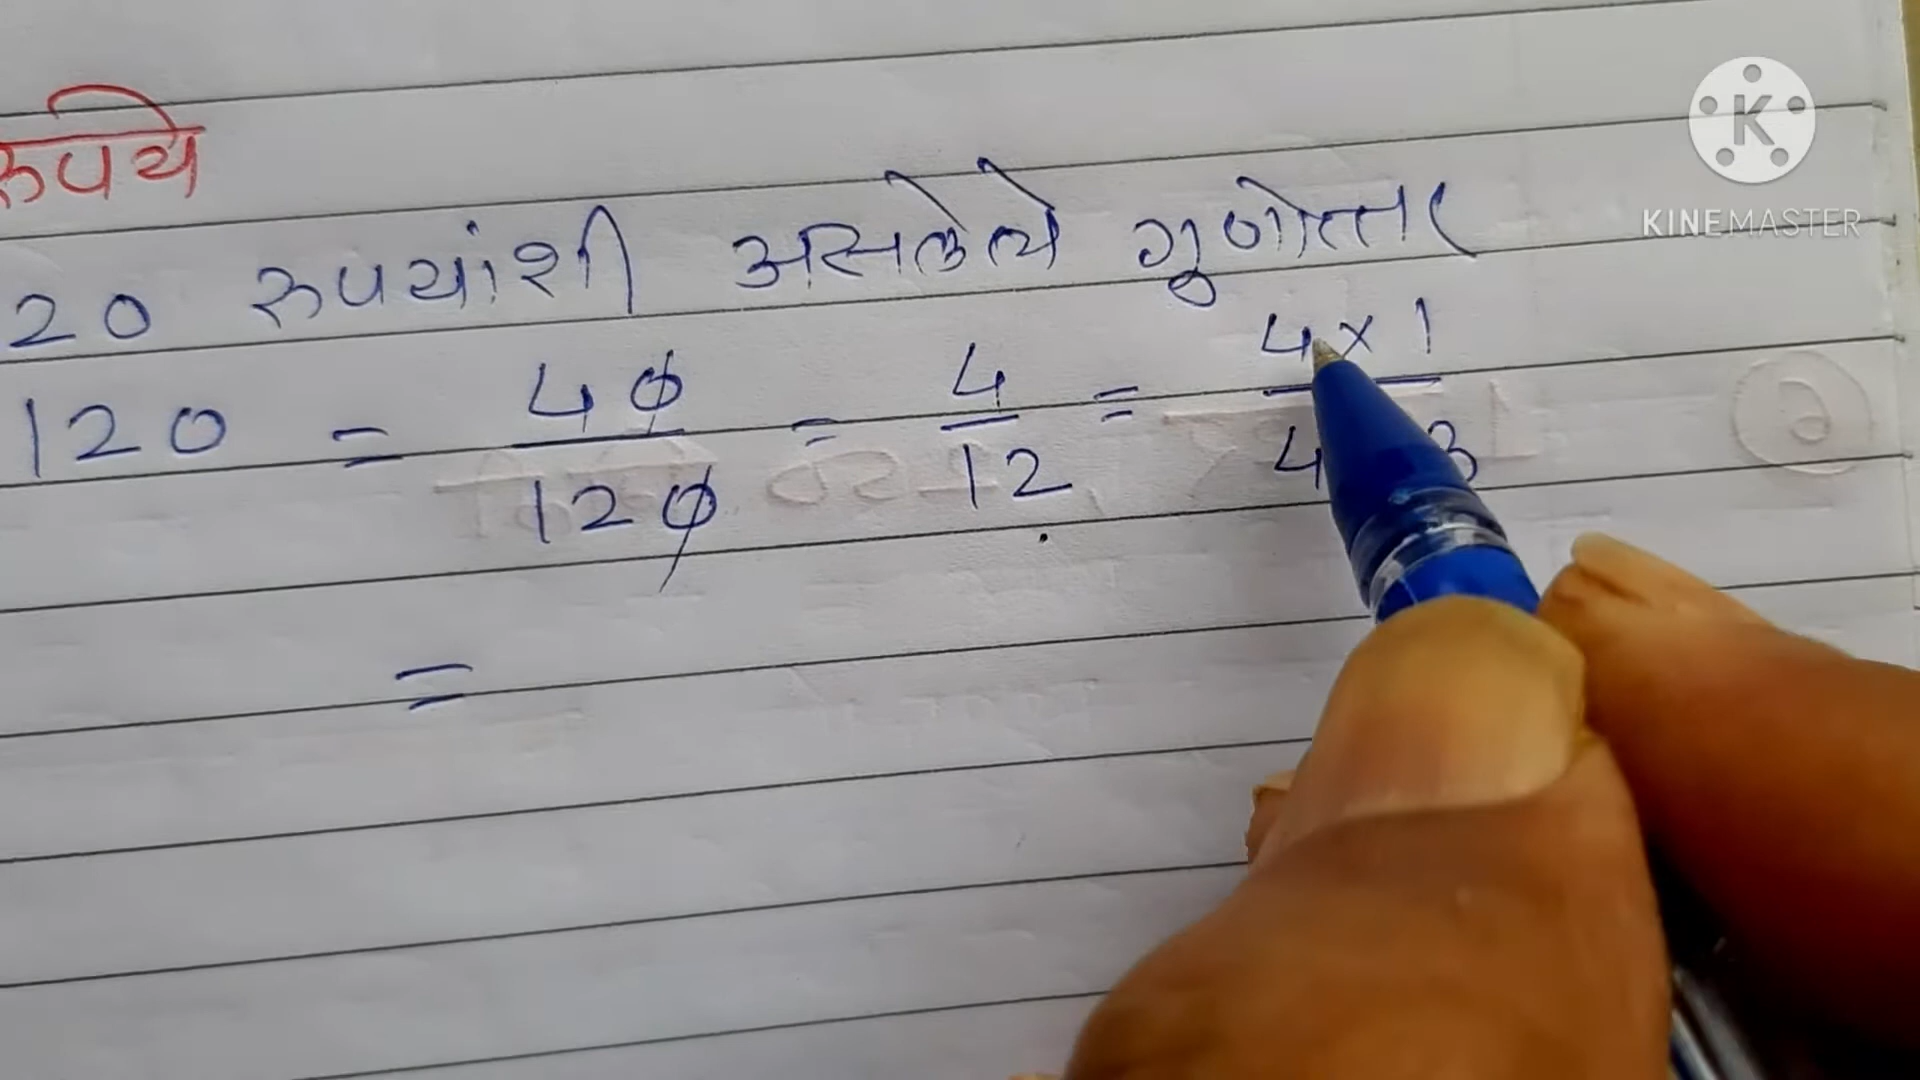 रुपये
KINEMASTER
20 रुपयांशी असलेले गुणोत्तर
120 = 40/120 = 4/12 = 4 × 1/4 3
=